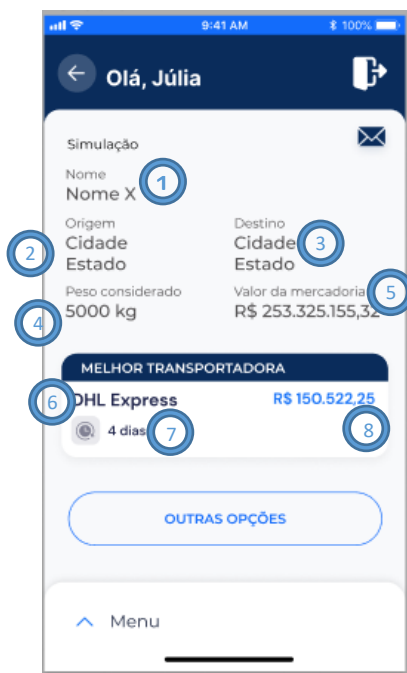 9:41 AM 100%
Olá, Júlia
Simulação
Nome
Nome X 1
Origem Destino
2 Cidade Cidade 3
Estado Estado
Peso considerado Valor da mercadoria 5
4 5000 kg R$ 253.325.155,32
MELHOR TRANSPORTADORA
6 DHL Express R$ 150.522,25
4 dias 7 8
OUTRAS OPÇÕES
Menu